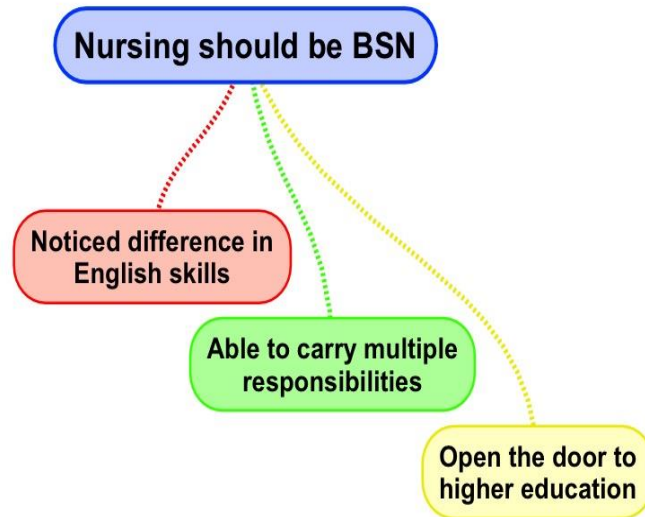 Nursing should be BSN
Noticed difference in
English skills
Able to carry multiple
responsibilities
Open the door to
higher education